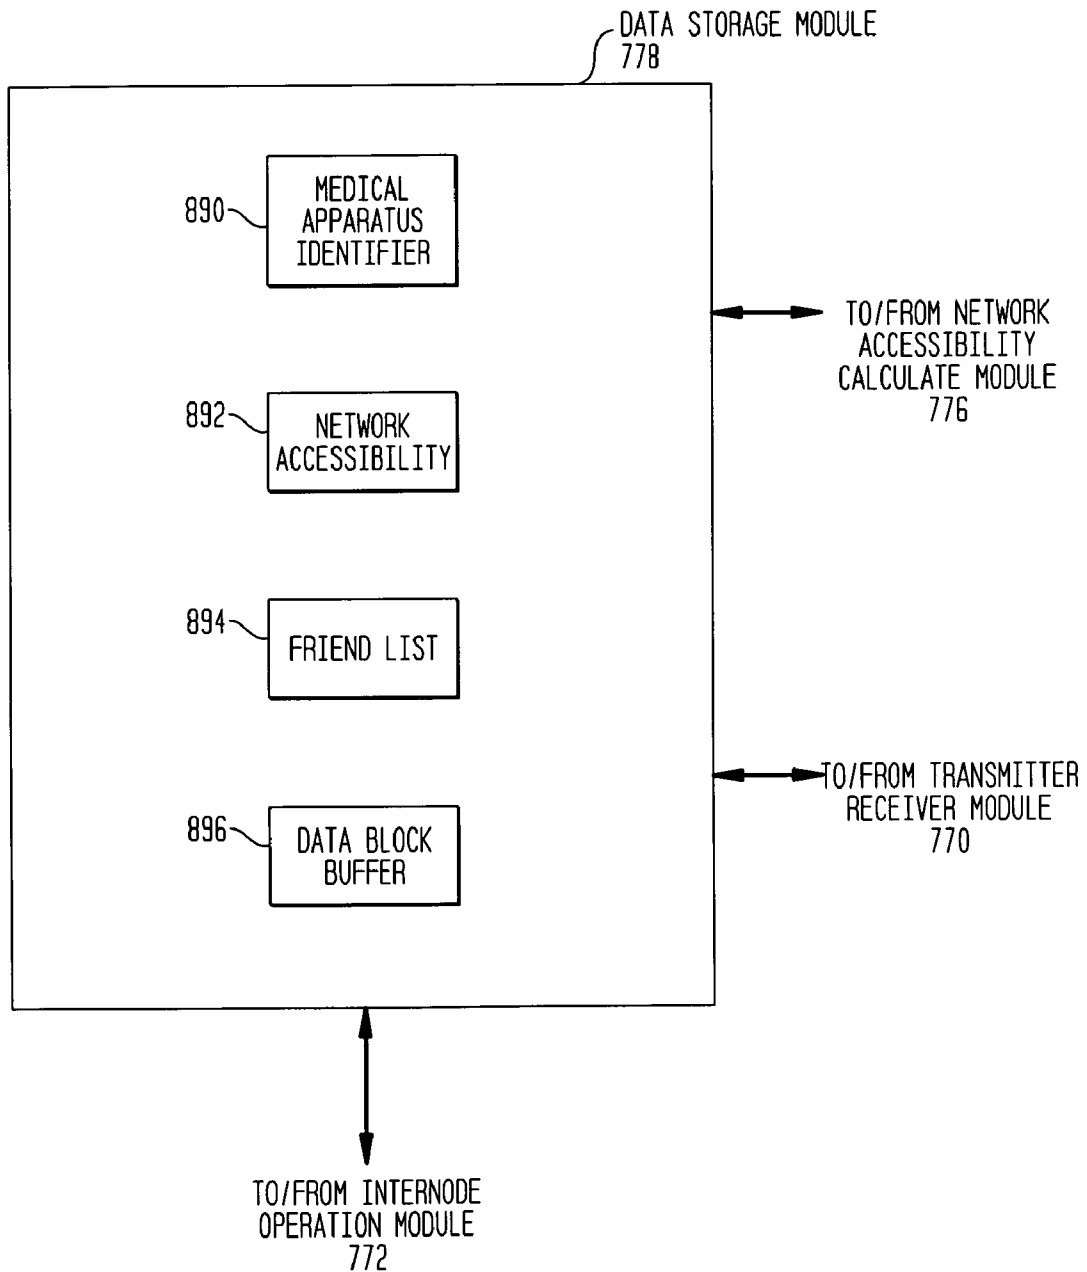 DATA STORAGE MODULE
778
890
MEDICAL
APPARATUS
IDENTIFIER
TO/FROM NETWORK
ACCESSIBILITY
CALCULATE MODULE
776
892
NETWORK
ACCESSIBILITY
894
FRIEND LIST
TO/FROM TRANSMITTER
RECEIVER MODULE
770
896
DATA BLOCK
BUFFER
TO/FROM INTERNODE
OPERATION MODULE
772